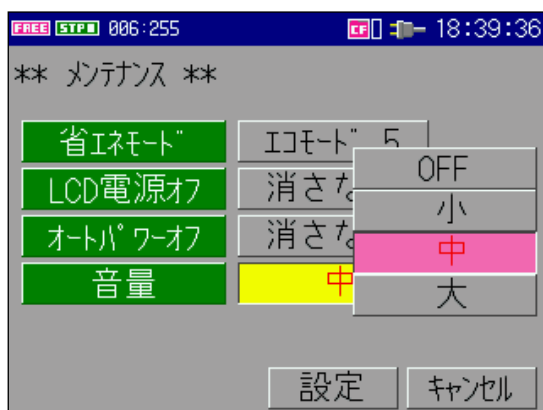 FREE STPⅡ 006:255 CF 18:39:36
** メンテナンス **
省エネモード エコモード 5
LCD電源オフ 消さな
オートパワーオフ 消さな
音量 中
OFF
小
中
大
設定 キャンセル